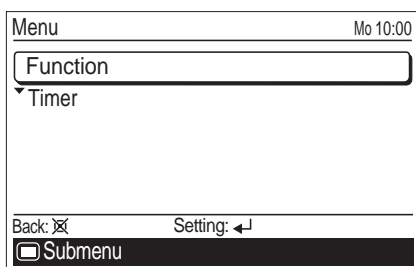 Menu Mo 10:00
Function
Timer
Back: Setting:
Submenu